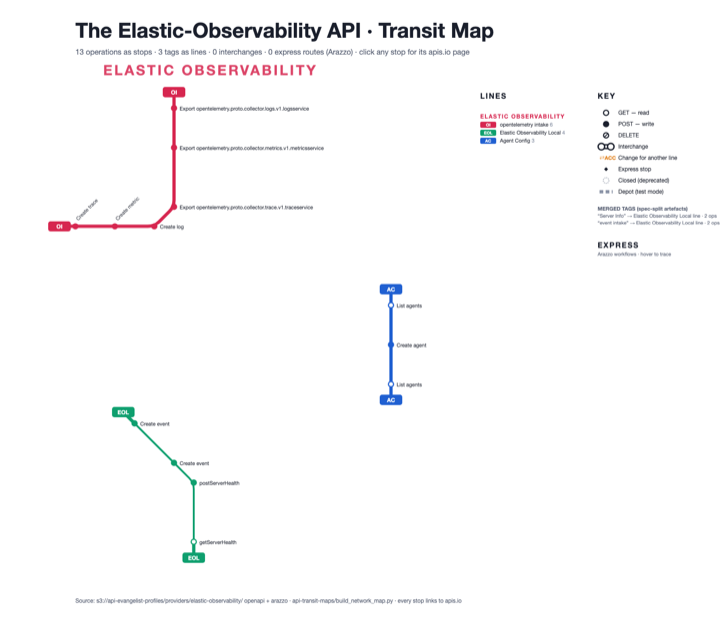 The Elastic-Observability API · Transit Map
13 operations as stops · 3 tags as lines · 0 interchanges · 0 express routes (Arazzo) · click any stop for its apis.io page
ELASTIC OBSERVABILITY
OI
Export opentelemetry.proto.collector.logs.v1.logsservice
Export opentelemetry.proto.collector.metrics.v1.metricsservice
Export opentelemetry.proto.collector.trace.v1.traceservice
Create trace
Create metric
OI
Create log
LINES
ELASTIC OBSERVABILITY
OI opentelemetry intake 6
EOL Elastic Observability Local 4
AC Agent Config 3
KEY
GET — read
POST — write
DELETE
Interchange
Change for another line
Express stop
Closed (deprecated)
Depot (test mode)
MERGED TAGS (spec-split artefacts)
"Server Info" → Elastic Observability Local line · 2 ops
"event intake" → Elastic Observability Local line · 2 ops
EXPRESS
Arazzo workflows · hover to trace
AC
List agents
Create agent
List agents
AC
EOL
Create event
Create event
postServerHealth
getServerHealth
EOL
Source: s3://api-evangelist-profiles/providers/elastic-observability/ openapi + arazzo · api-transit-maps/build_network_map.py · every stop links to apis.io